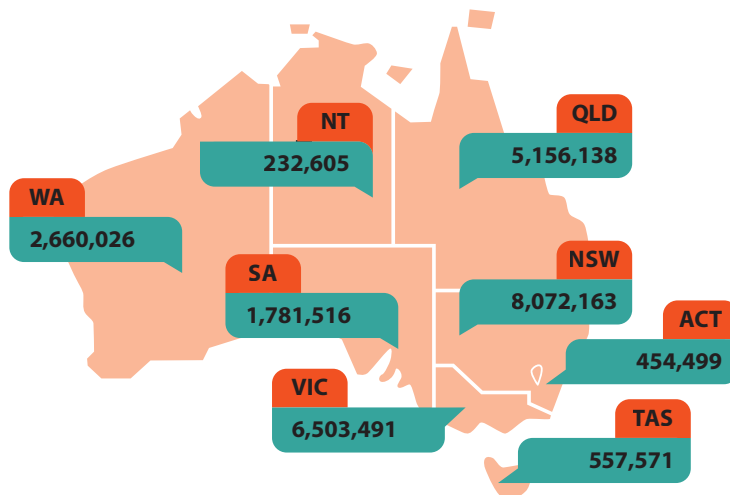 NT
232,605
QLD
5,156,138
WA
2,660,026
SA
1,781,516
NSW
8,072,163
ACT
454,499
VIC
6,503,491
TAS
557,571